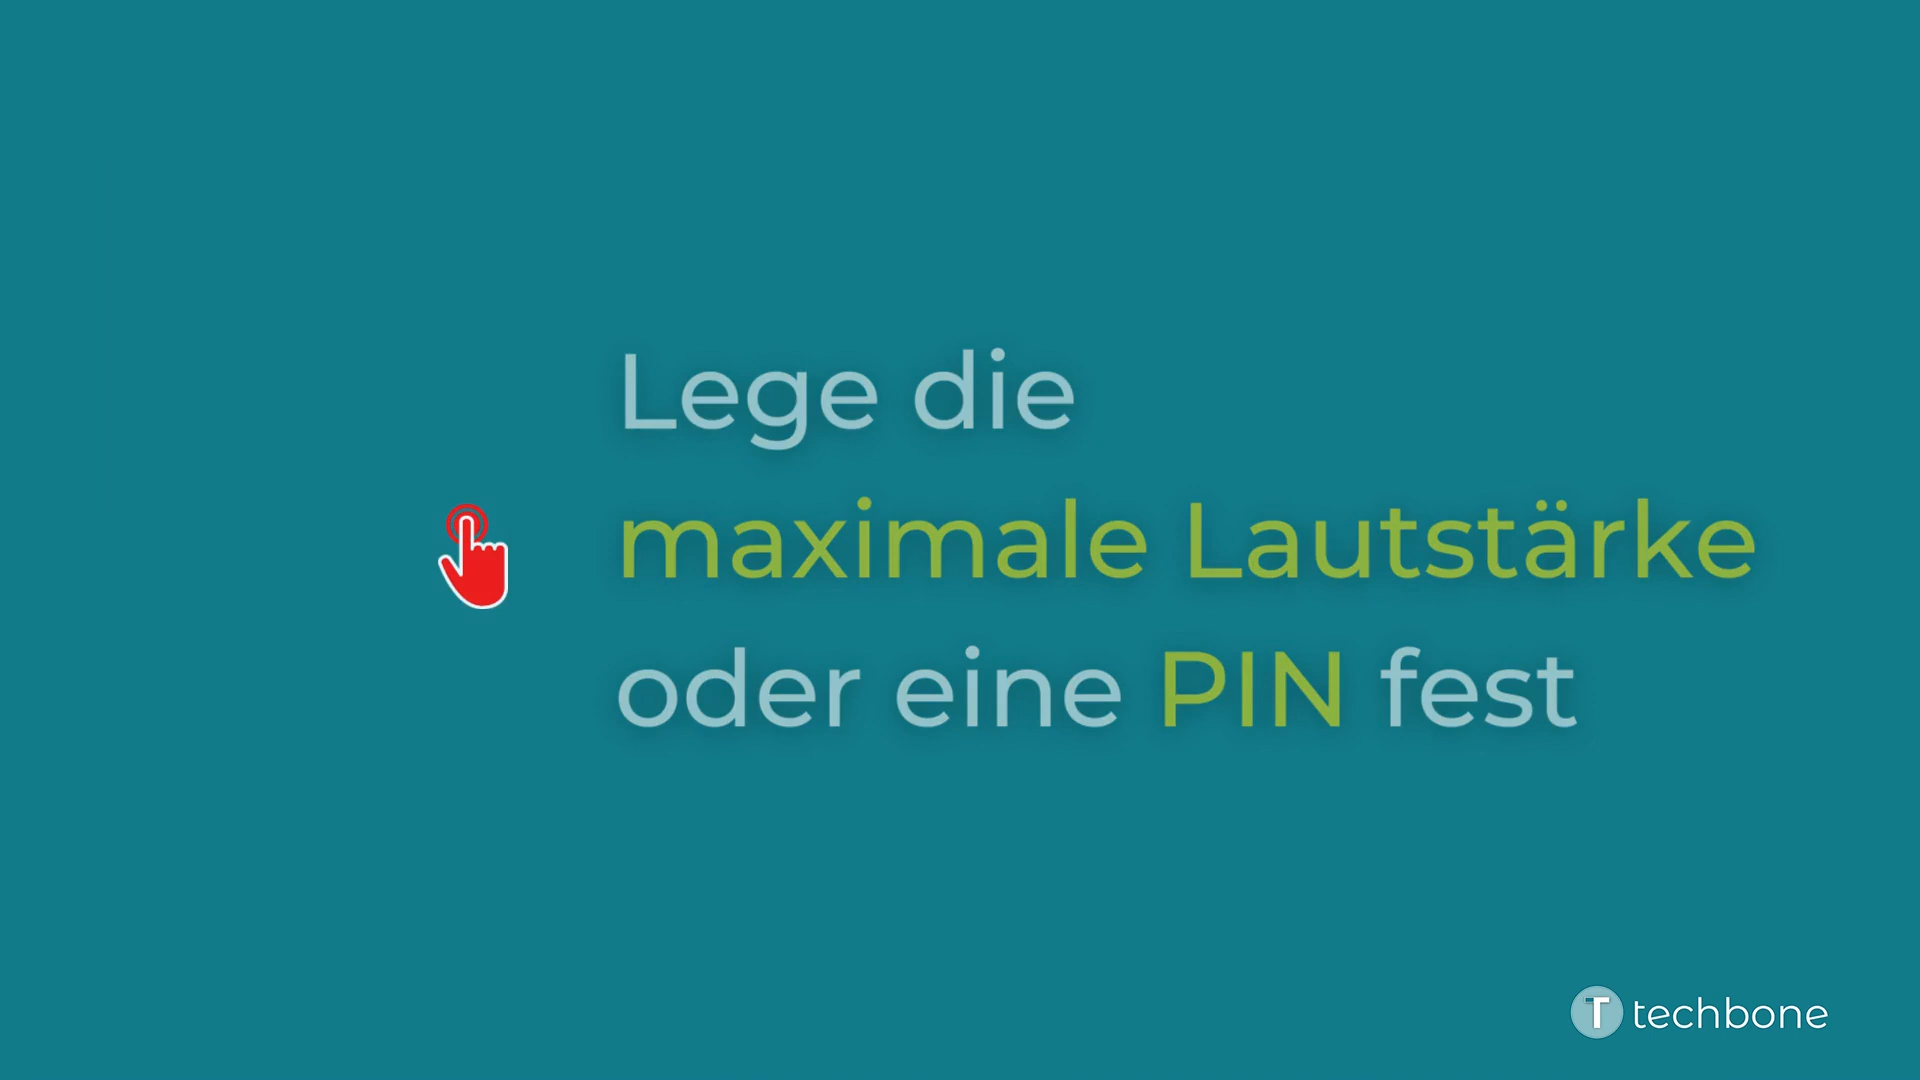 Lege die
maximale Lautstärke
oder eine PIN fest
T techbone